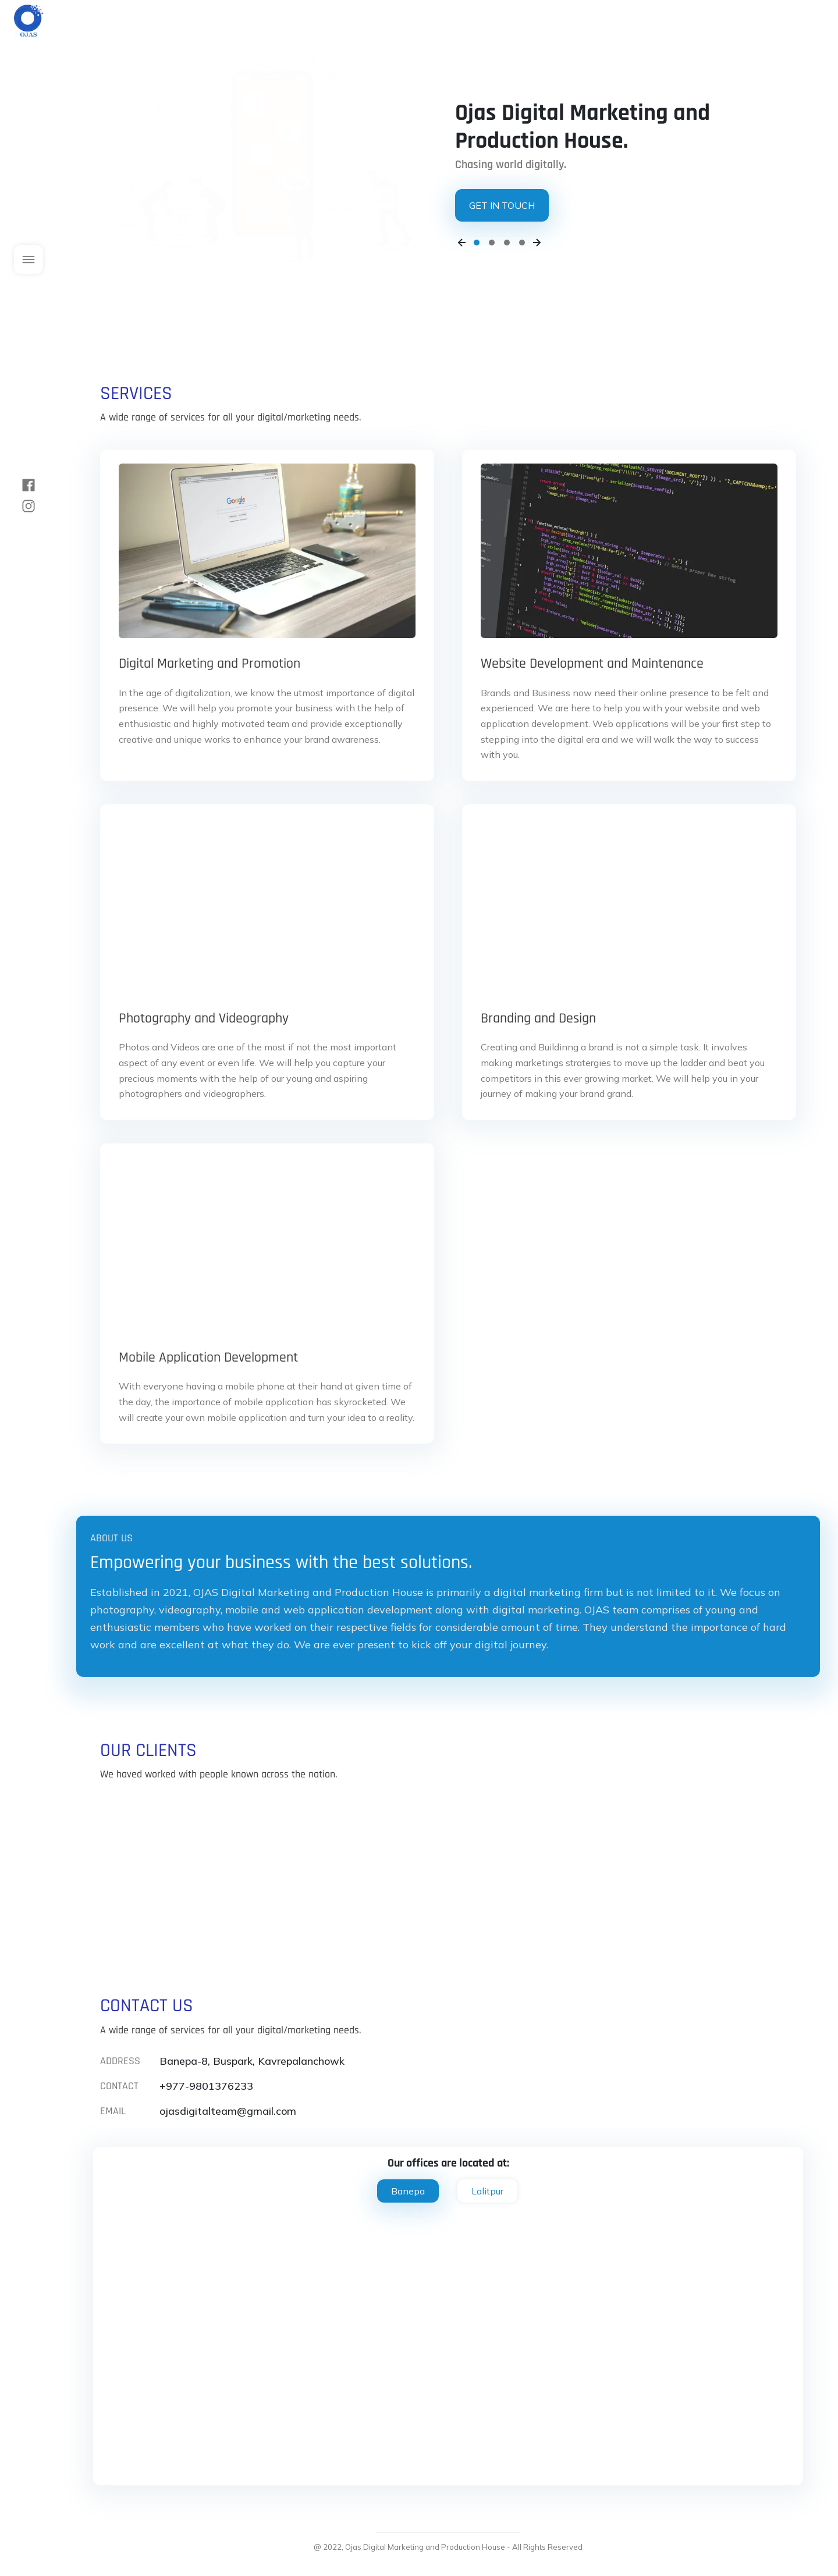 OJAS
Ojas Digital Marketing and
Production House.
Chasing world digitally.
GET IN TOUCH
SERVICES
A wide range of services for all your digital/marketing needs.
Google
Digital Marketing and Promotion
In the age of digitalization, we know the utmost importance of digital
presence. We will help you promote your business with the help of
enthusiastic and highly motivated team and provide exceptionally
creative and unique works to enhance your brand awareness.
Website Development and Maintenance
Brands and Business now need their online presence to be felt and
experienced. We are here to help you with your website and web
application development. Web applications will be your first step to
stepping into the digital era and we will walk the way to success
with you.
Photography and Videography
Photos and Videos are one of the most if not the most important
aspect of any event or even life. We will help you capture your
precious moments with the help of our young and aspiring
photographers and videographers.
Branding and Design
Creating and Buildinng a brand is not a simple task. It involves
making marketings stratergies to move up the ladder and beat you
competitors in this ever growing market. We will help you in your
journey of making your brand grand.
Mobile Application Development
With everyone having a mobile phone at their hand at given time of
the day, the importance of mobile application has skyrocketed. We
will create your own mobile application and turn your idea to a reality.
ABOUT US
Empowering your business with the best solutions.
Established in 2021, OJAS Digital Marketing and Production House is primarily a digital marketing firm but is not limited to it. We focus on
photography, videography, mobile and web application development along with digital marketing. OJAS team comprises of young and
enthusiastic members who have worked on their respective fields for considerable amount of time. They understand the importance of hard
work and are excellent at what they do. We are ever present to kick off your digital journey.
OUR CLIENTS
We haved worked with people known across the nation.
CONTACT US
A wide range of services for all your digital/marketing needs.
ADDRESS Banepa-8, Buspark, Kavrepalanchowk
CONTACT +977-9801376233
EMAIL ojasdigitalteam@gmail.com
Our offices are located at:
Banepa Lalitpur
@ 2022, Ojas Digital Marketing and Production House - All Rights Reserved